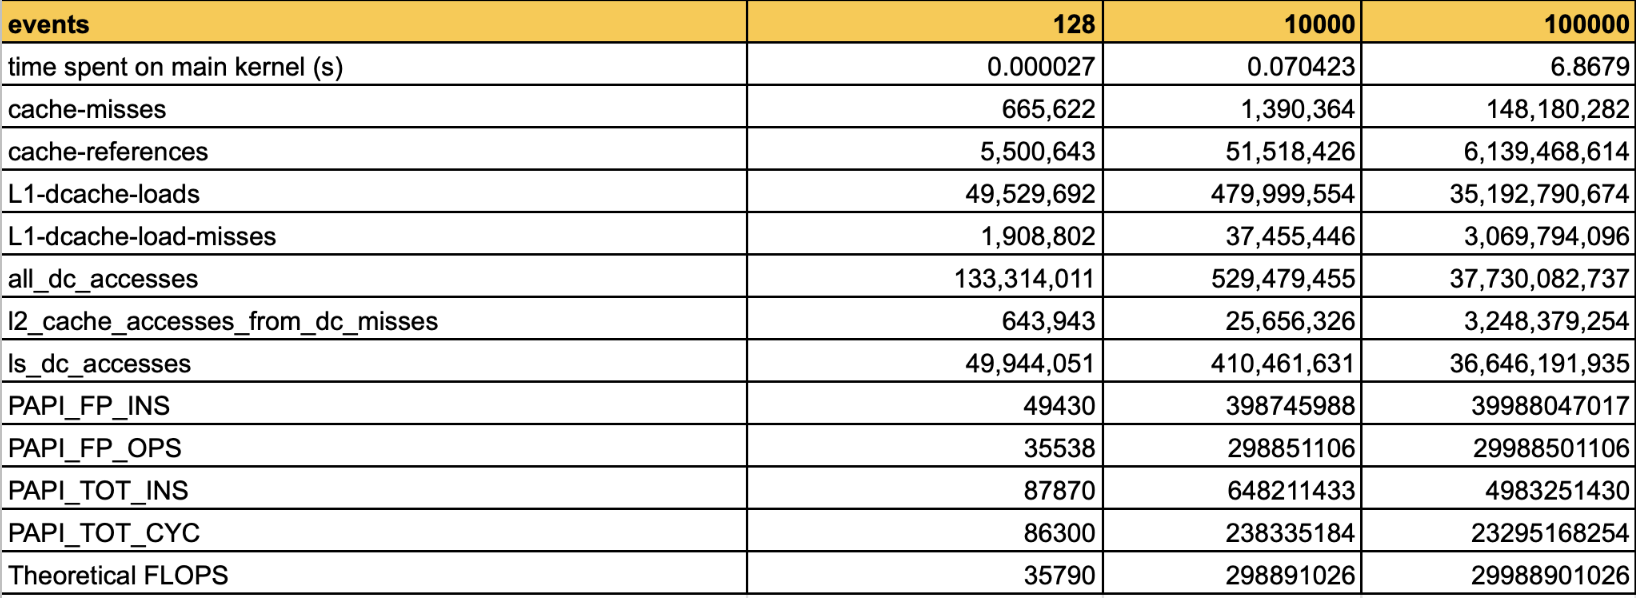 events 128 10000 100000
time spent on main kernel (s) 0.000027 0.070423 6.8679
cache-misses 665,622 1,390,364 148,180,282
cache-references 5,500,643 51,518,426 6,139,468,614
L1-dcache-loads 49,529,692 479,999,554 35,192,790,674
L1-dcache-load-misses 1,908,802 37,455,446 3,069,794,096
all_dc_accesses 133,314,011 529,479,455 37,730,082,737
l2_cache_accesses_from_dc_misses 643,943 25,656,326 3,248,379,254
ls_dc_accesses 49,944,051 410,461,631 36,646,191,935
PAPI_FP_INS 49430 398745988 39988047017
PAPI_FP_OPS 35538 298851106 29988501106
PAPI_TOT_INS 87870 648211433 4983251430
PAPI_TOT_CYC 86300 238335184 23295168254
Theoretical FLOPS 35790 298891026 29988901026